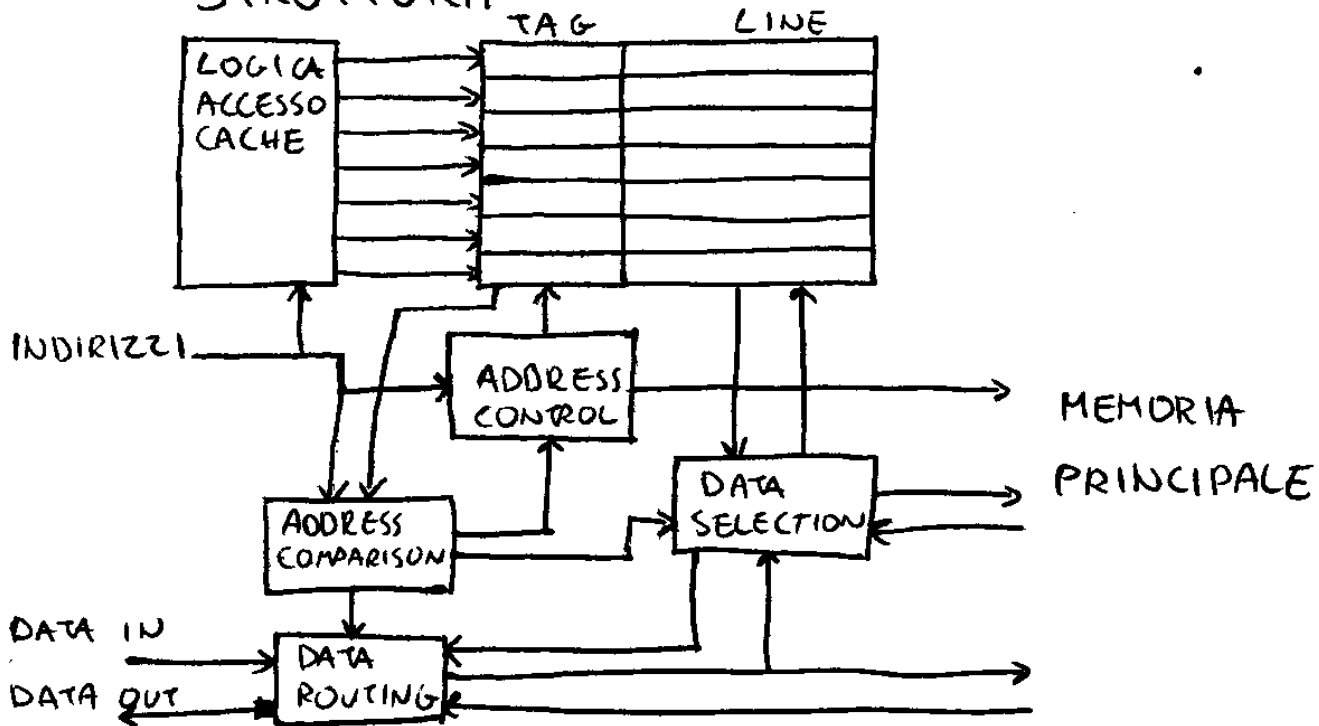 STRUTTURA
TAG LINE
LOGICA
ACCESSO
CACHE
INDIRIZZI
ADDRESS
CONTROL
MEMORIA
PRINCIPALE
DATA
SELECTION
ADDRESS
COMPARISON
DATA IN
DATA OUT
DATA
ROUTING